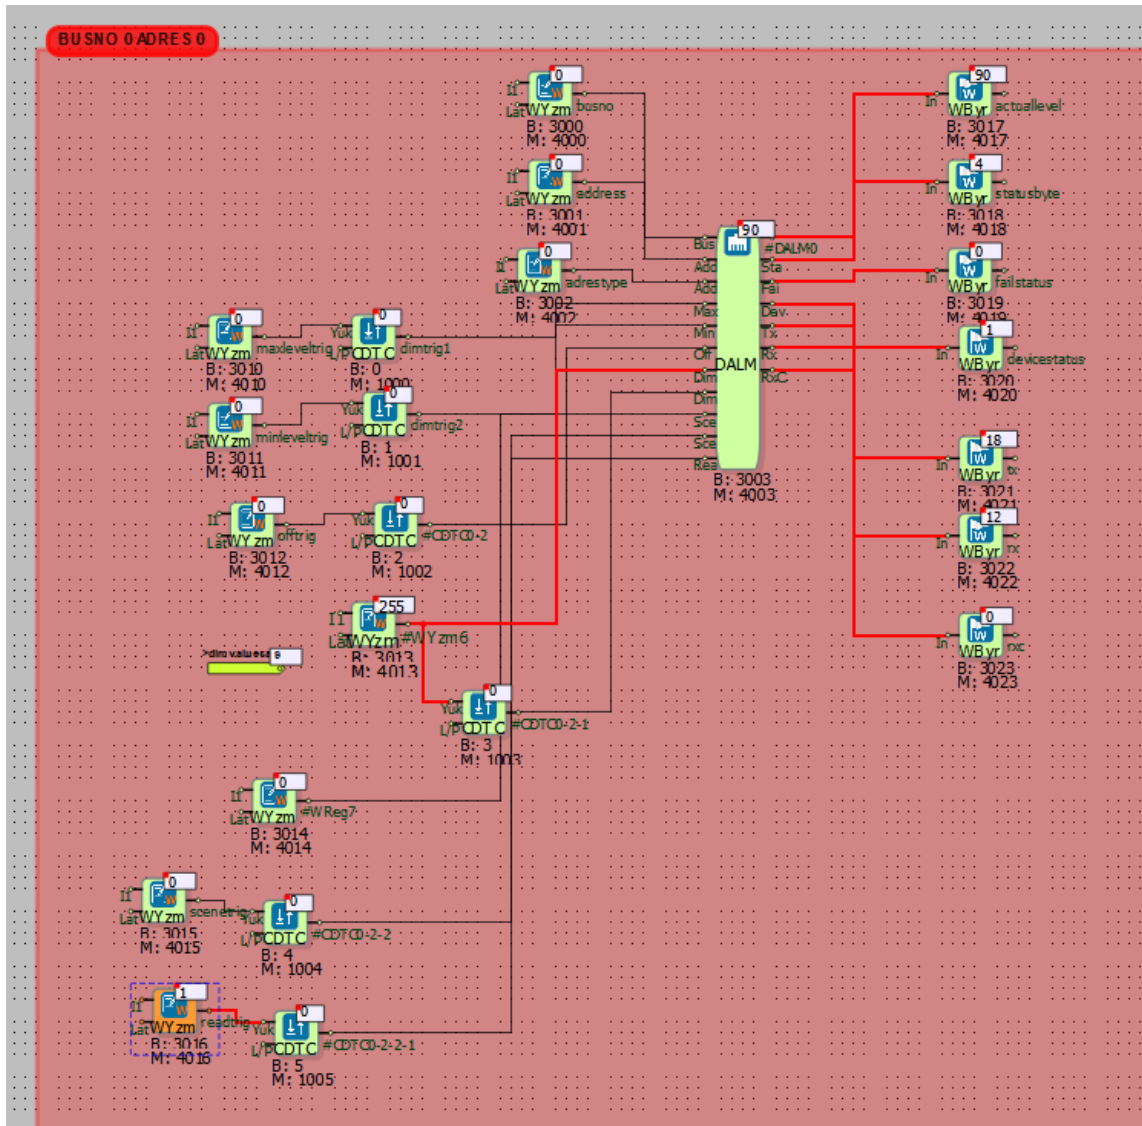 BUSNO 0 ADRES 0
0
I1
Lat
WYzm
busno
B: 3000
M: 4000
0
I1
Lat
WYzm
address
B: 3001
M: 4001
0
I1
Lat
WYzm
adrestype
B: 3002
M: 4002
0
I1
Lat
WYzm
maxleveltrig
B: 3010
M: 4010
0
Yuk
L/P
CDTC
dimtrig1
B: 0
M: 1000
0
I1
Lat
WYzm
minleveltrig
B: 3011
M: 4011
0
Yuk
L/P
CDTC
dimtrig2
B: 1
M: 1001
0
I1
Lat
WYzm
offtrig
B: 3012
M: 4012
0
Yuk
L/P
CDTC
#CDTC0-2
B: 2
M: 1002
255
I1
Lat
WYzm
#WYzm6
B: 3013
M: 4013
9
0
Yuk
L/P
CDTC
#CDTC0-2-1
B: 3
M: 1003
0
I1
Lat
WYzm
#WReg7
B: 3014
M: 4014
0
I1
Lat
WYzm
scenetrig
B: 3015
M: 4015
0
Yuk
L/P
CDTC
#CDTC0-2-2
B: 4
M: 1004
1
I1
Lat
WYzm
readtrig
B: 3016
M: 4016
0
Yuk
L/P
CDTC
#CDTC0-2-2-1
B: 5
M: 1005
90
#DALM0
Bus
Add
Add
Max
Min
Off
Dim
Dim
Sce
Sce
Rea
Sta
Fai
Dev
Tx
Rx
RxC
DALM
B: 3003
M: 4003
90
In
WByr
actuallevel
B: 3017
M: 4017
4
In
WByr
statusbyte
B: 3018
M: 4018
0
In
WByr
failstatus
B: 3019
M: 4019
1
In
WByr
devicestatus
B: 3020
M: 4020
18
In
WByr
tx
B: 3021
M: 4021
12
In
WByr
rx
B: 3022
M: 4022
0
In
WByr
rxc
B: 3023
M: 4023